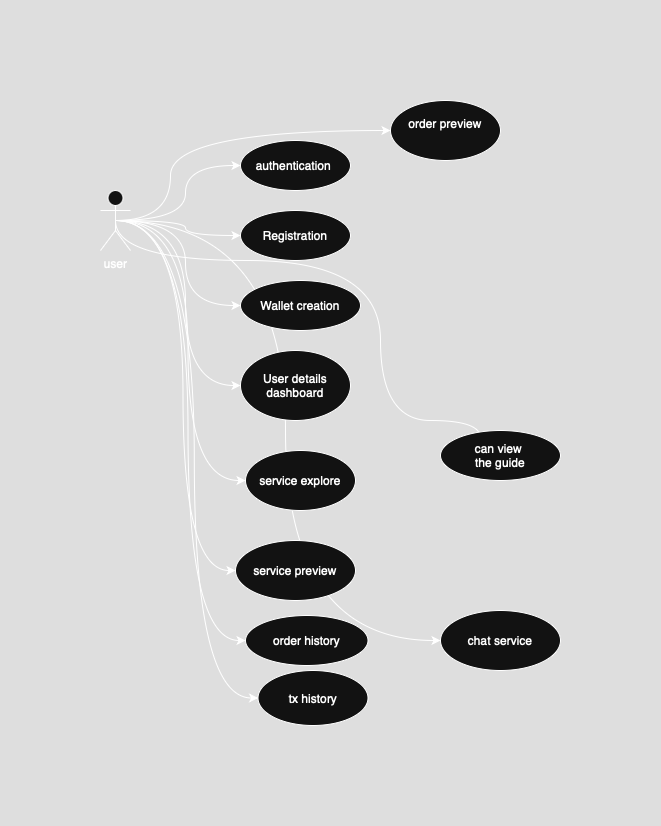 order preview
authentication
Registration
user
Wallet creation
User details
dashboard
can view
the guide
service explore
service preview
order history
chat service
tx history